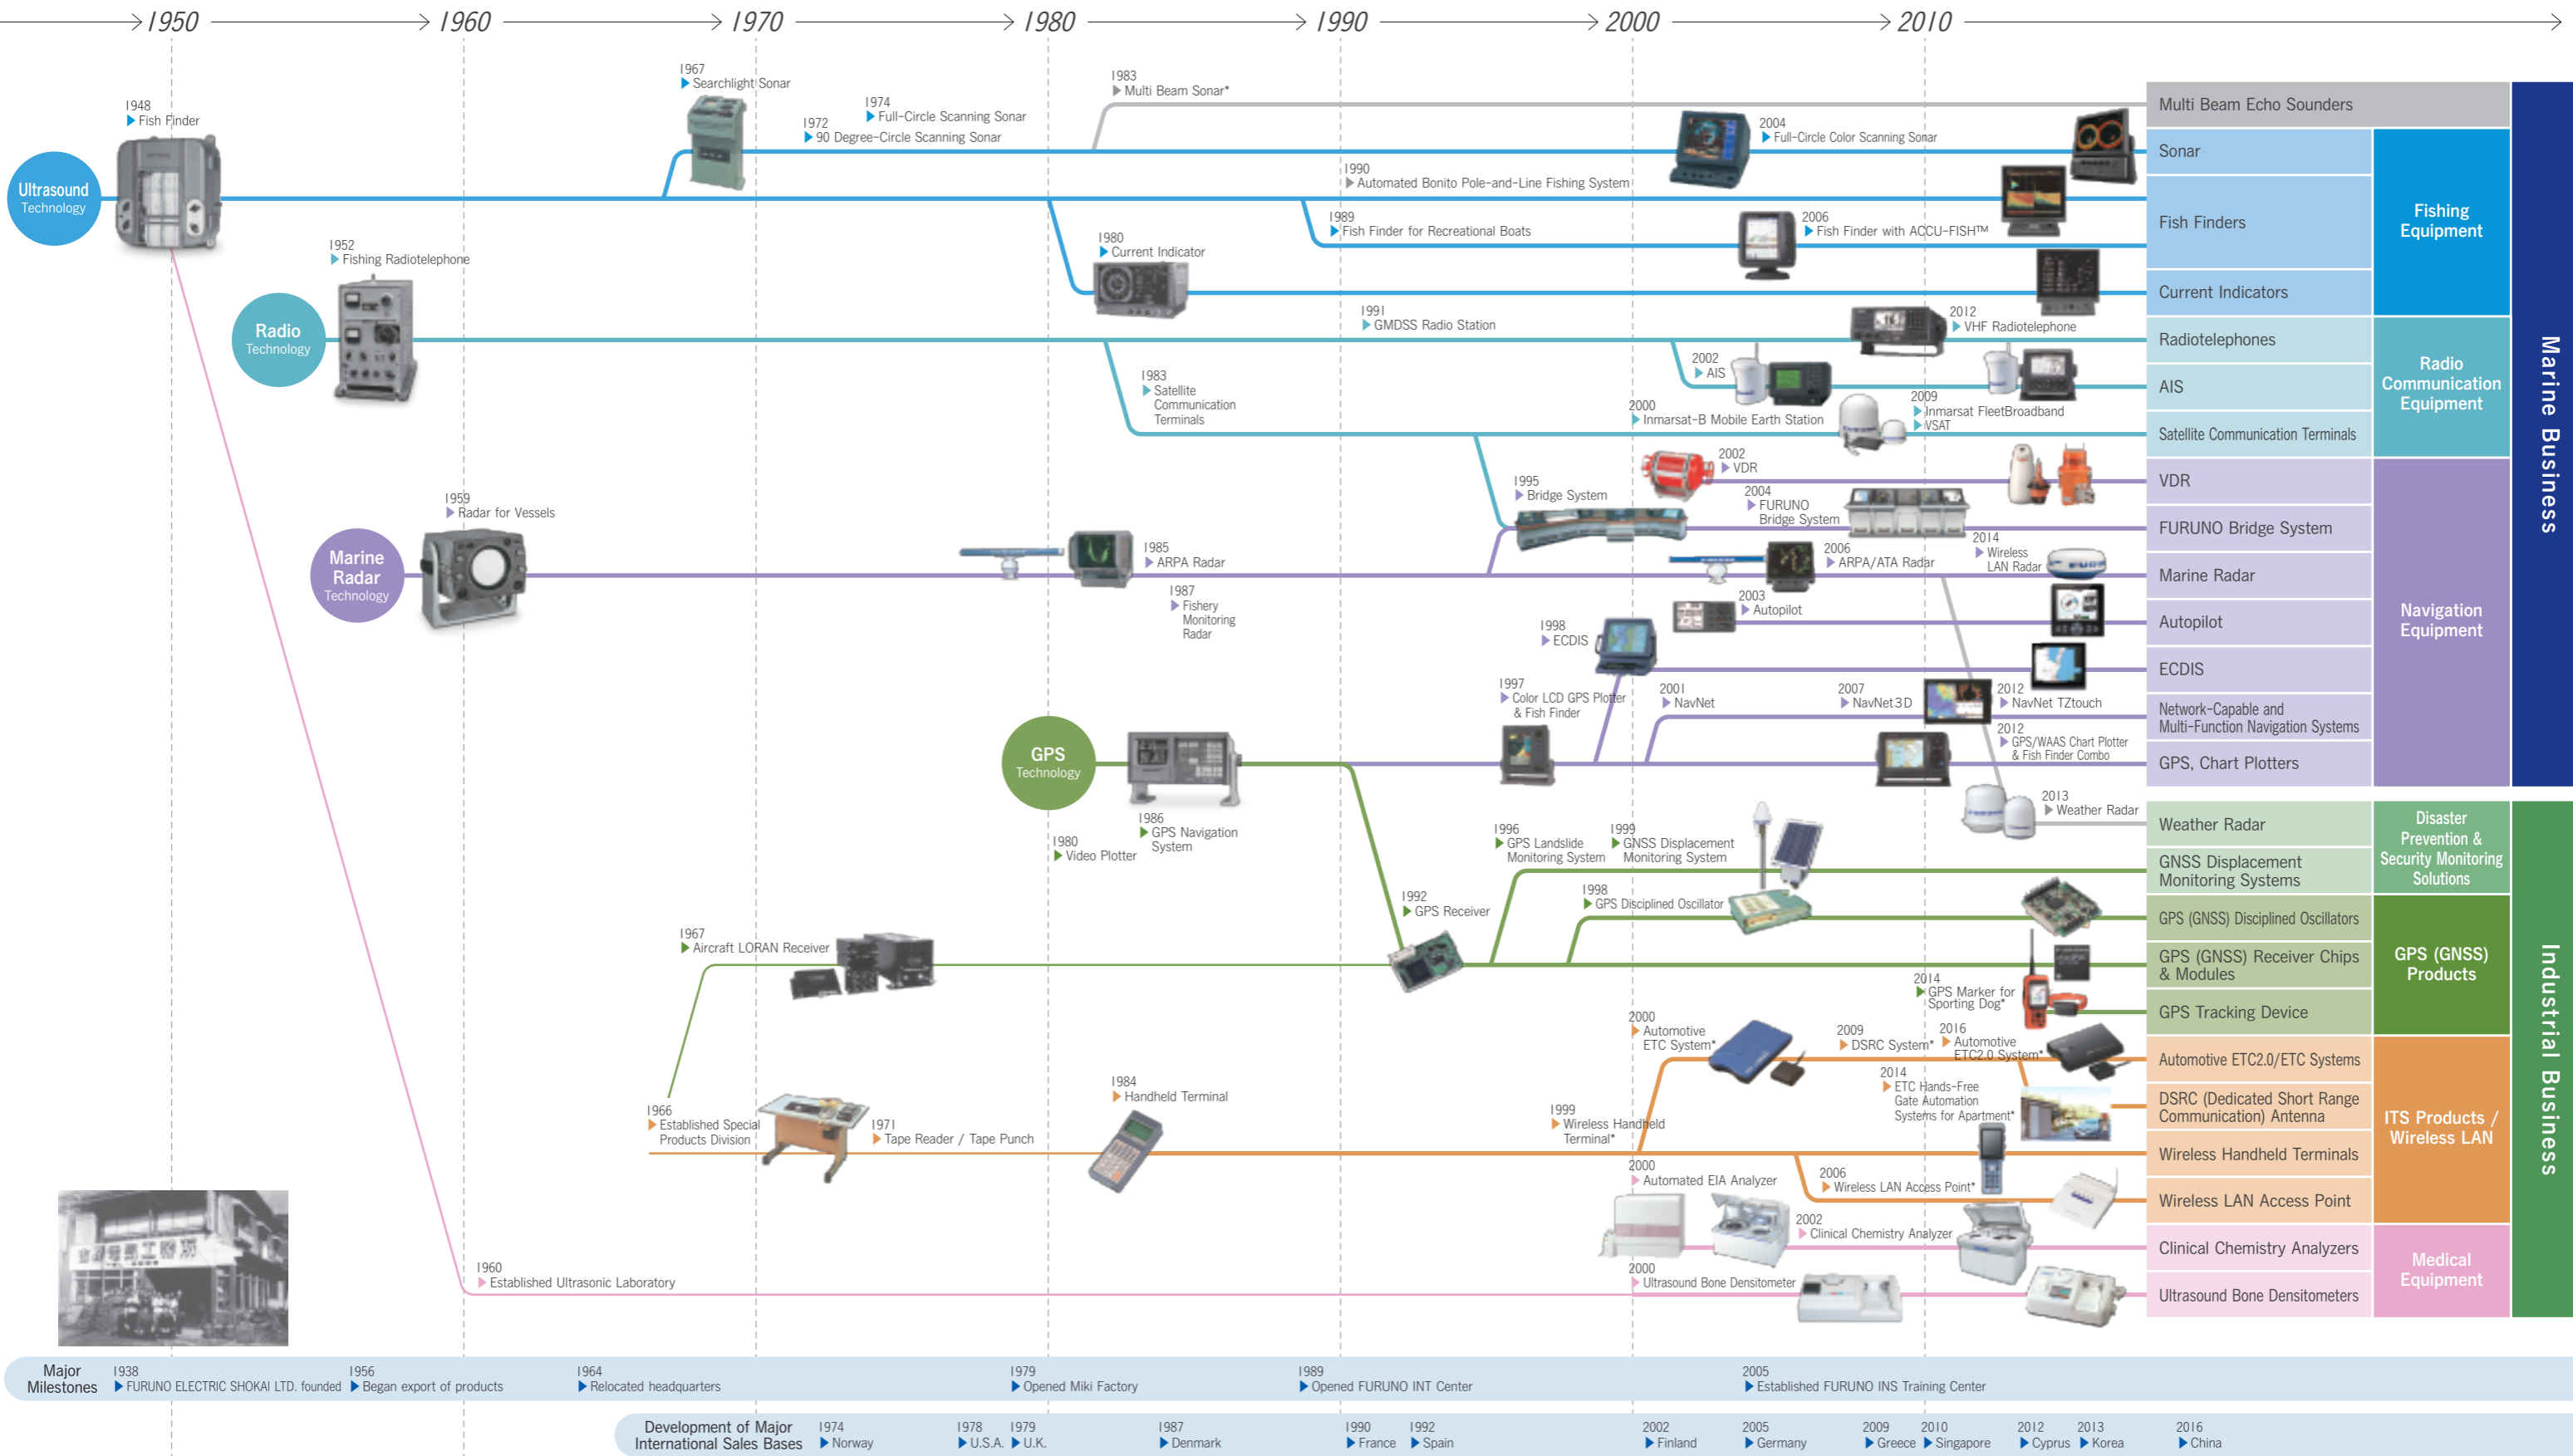 1950
1960
1970
1980
1990
2000
2010
1948
Fish Finder
1967
Searchlight Sonar
1972
90 Degree-Circle Scanning Sonar
1974
Full-Circle Scanning Sonar
1983
Multi Beam Sonar*
2004
Full-Circle Color Scanning Sonar
Ultrasound
Technology
1990
Automated Bonito Pole-and-Line Fishing System
1989
Fish Finder for Recreational Boats
2006
Fish Finder with ACCU-FISH™
1980
Current Indicator
1952
Fishing Radiotelephone
Radio
Technology
1991
GMDSS Radio Station
2012
VHF Radiotelephone
2002
AIS
1983
Satellite
Communication
Terminals
2000
Inmarsat-B Mobile Earth Station
2009
Inmarsat FleetBroadband
VSAT
2002
VDR
1995
Bridge System
2004
FURUNO
Bridge System
1959
Radar for Vessels
Marine
Radar
Technology
1985
ARPA Radar
1987
Fishery
Monitoring
Radar
2006
ARPA/ATA Radar
2014
Wireless
LAN Radar
2003
Autopilot
1998
ECDIS
1997
Color LCD GPS Plotter
& Fish Finder
2001
NavNet
2007
NavNet3D
2012
NavNet TZtouch
2012
GPS/WAAS Chart Plotter
& Fish Finder Combo
GPS
Technology
1986
GPS Navigation
System
1980
Video Plotter
2013
Weather Radar
1996
GPS Landslide
Monitoring System
1999
GNSS Displacement
Monitoring System
1998
GPS Disciplined Oscillator
1992
GPS Receiver
1967
Aircraft LORAN Receiver
2014
GPS Marker for
Sporting Dog*
2000
Automotive
ETC System*
2009
DSRC System*
2016
Automotive
ETC2.0 System*
2014
ETC Hands-Free
Gate Automation
Systems for Apartment*
1966
Established Special
Products Division
1971
Tape Reader / Tape Punch
1984
Handheld Terminal
1999
Wireless Handheld
Terminal*
2006
Wireless LAN Access Point*
2000
Automated EIA Analyzer
2002
Clinical Chemistry Analyzer
1960
Established Ultrasonic Laboratory
2000
Ultrasound Bone Densitometer
Multi Beam Echo Sounders
Sonar
Fish Finders
Current Indicators
Radiotelephones
AIS
Satellite Communication Terminals
VDR
FURUNO Bridge System
Marine Radar
Autopilot
ECDIS
Network-Capable and
Multi-Function Navigation Systems
GPS, Chart Plotters
Weather Radar
GNSS Displacement
Monitoring Systems
GPS (GNSS) Disciplined Oscillators
GPS (GNSS) Receiver Chips
& Modules
GPS Tracking Device
Automotive ETC2.0/ETC Systems
DSRC (Dedicated Short Range
Communication) Antenna
Wireless Handheld Terminals
Wireless LAN Access Point
Clinical Chemistry Analyzers
Ultrasound Bone Densitometers
Fishing
Equipment
Radio
Communication
Equipment
Navigation
Equipment
Disaster
Prevention &
Security Monitoring
Solutions
GPS (GNSS)
Products
ITS Products /
Wireless LAN
Medical
Equipment
Marine Business
Industrial Business
Major
Milestones
1938
FURUNO ELECTRIC SHOKAI LTD. founded
1956
Began export of products
1964
Relocated headquarters
1979
Opened Miki Factory
1989
Opened FURUNO INT Center
2005
Established FURUNO INS Training Center
Development of Major
International Sales Bases
1974
Norway
1978
U.S.A.
1979
U.K.
1987
Denmark
1990
France
1992
Spain
2002
Finland
2005
Germany
2009
Greece
2010
Singapore
2012
Cyprus
2013
Korea
2016
China